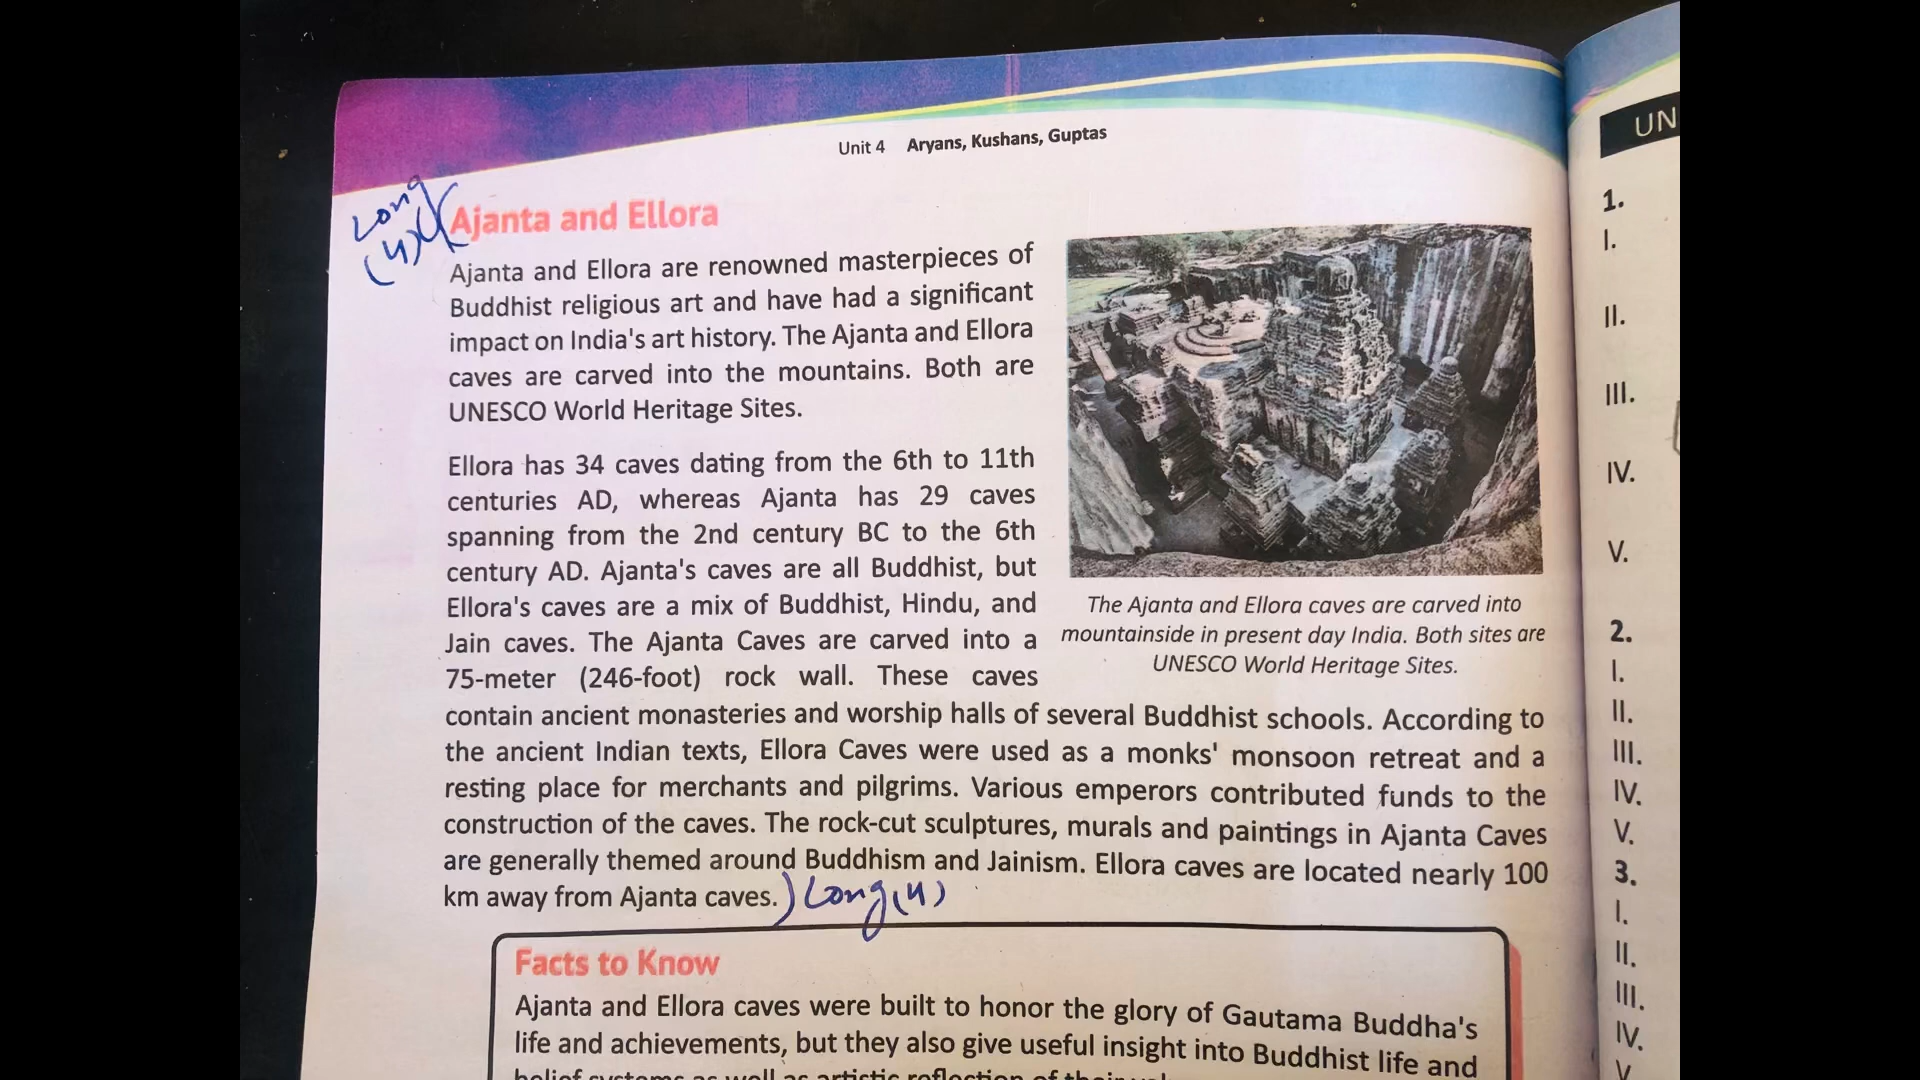 Unit 4 Aryans, Kushans, Guptas
Long
(4)
Ajanta and Ellora
Ajanta and Ellora are renowned masterpieces of
Buddhist religious art and have had a significant
impact on India's art history. The Ajanta and Ellora
caves are carved into the mountains. Both are
UNESCO World Heritage Sites.
Ellora has 34 caves dating from the 6th to 11th
centuries AD, whereas Ajanta has 29 caves
spanning from the 2nd century BC to the 6th
century AD. Ajanta's caves are all Buddhist, but
Ellora's caves are a mix of Buddhist, Hindu, and
Jain caves. The Ajanta Caves are carved into a
75-meter (246-foot) rock wall. These caves
contain ancient monasteries and worship halls of several Buddhist schools. According to
the ancient Indian texts, Ellora Caves were used as a monks' monsoon retreat and a
resting place for merchants and pilgrims. Various emperors contributed funds to the
construction of the caves. The rock-cut sculptures, murals and paintings in Ajanta Caves
are generally themed around Buddhism and Jainism. Ellora caves are located nearly 100
km away from Ajanta caves. ) Long (4)
The Ajanta and Ellora caves are carved into
mountainside in present day India. Both sites are
UNESCO World Heritage Sites.
Facts to Know
Ajanta and Ellora caves were built to honor the glory of Gautama Buddha's
life and achievements, but they also give useful insight into Buddhist life and
belief systems as well as artistic reflection of their
UN
1.
I.
II.
III.
IV.
V.
2.
I.
II.
III.
IV.
V.
3.
I.
II.
III.
IV.
V.